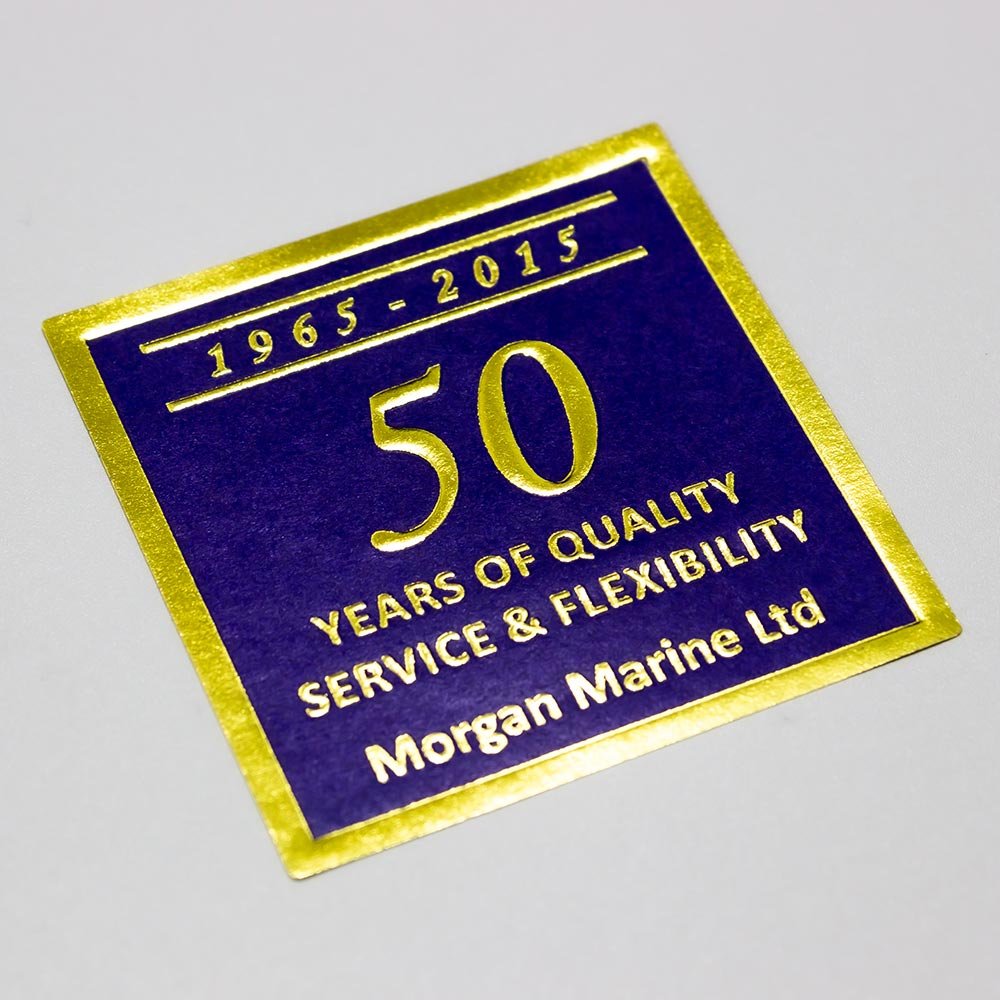 1965 - 2015
50
YEARS OF QUALITY
SERVICE & FLEXIBILITY
Morgan Marine Ltd